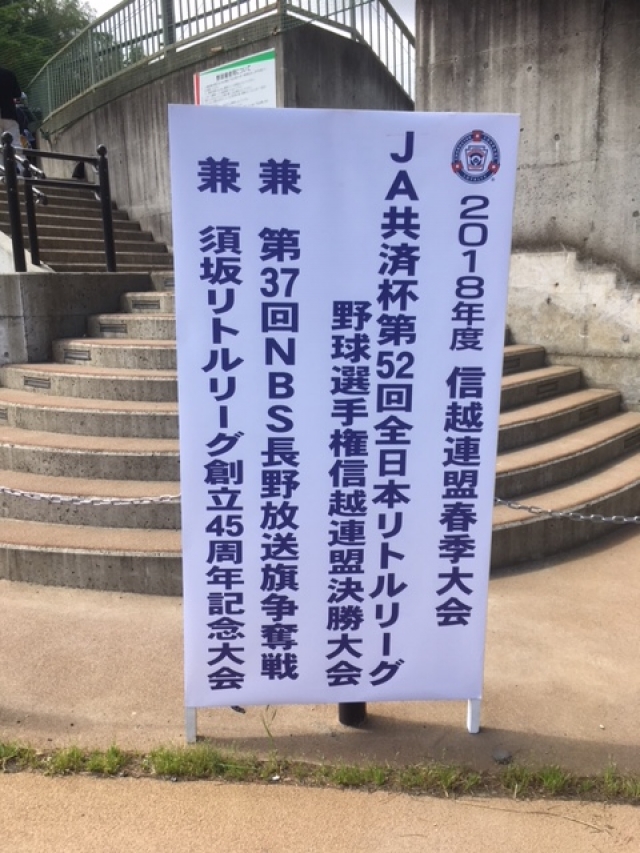 2018年度 信越連盟春季大会
JA共済杯第52回全日本リトルリーグ
野球選手権信越連盟決勝大会
兼 第37回NBS長野放送旗争奪戦
兼 須坂リトルリーグ創立45周年記念大会